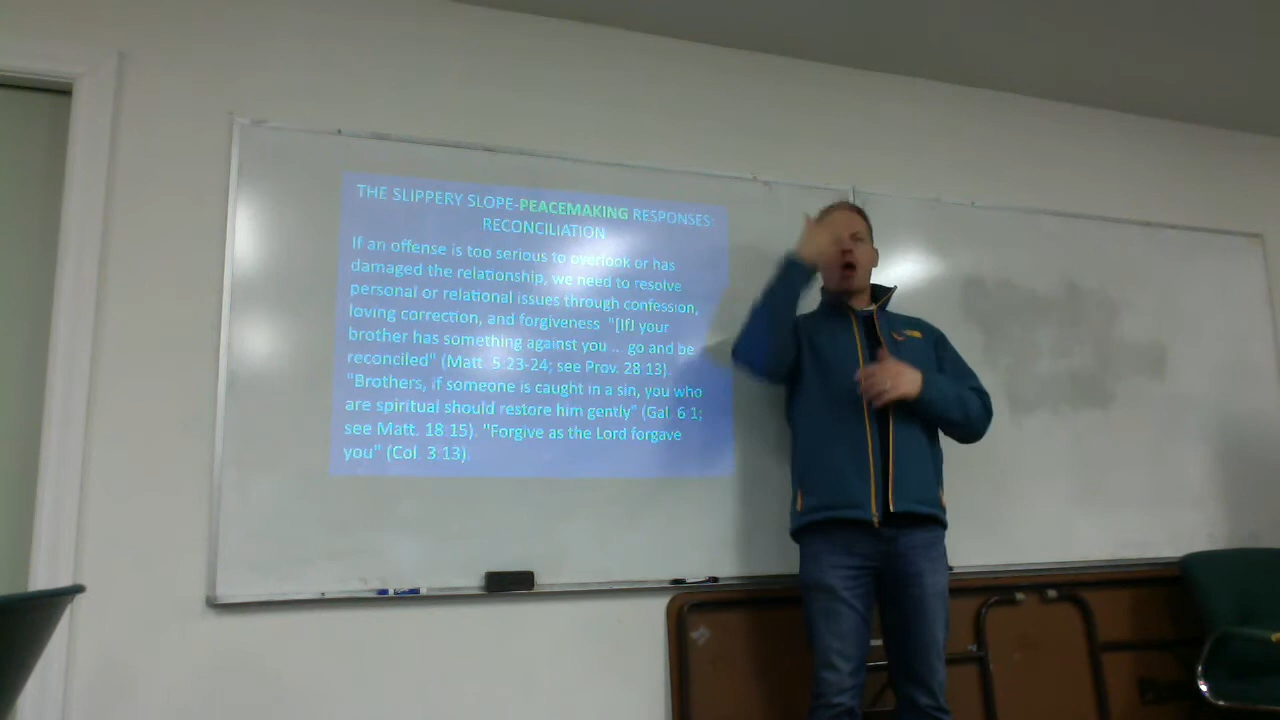 THE SLIPPERY SLOPE-PEACEMAKING RESPONSES:
RECONCILIATION
If an offense is too serious to overlook or has
damaged the relationship, we need to resolve
personal or relational issues through confession,
loving correction, and forgiveness "[If] your
brother has something against you .. go and be
reconciled" (Matt. 5:23-24; see Prov. 28:13).
"Brothers, if someone is caught in a sin, you who
are spiritual should restore him gently" (Gal. 6:1;
see Matt. 18:15). "Forgive as the Lord forgave
you" (Col. 3:13).